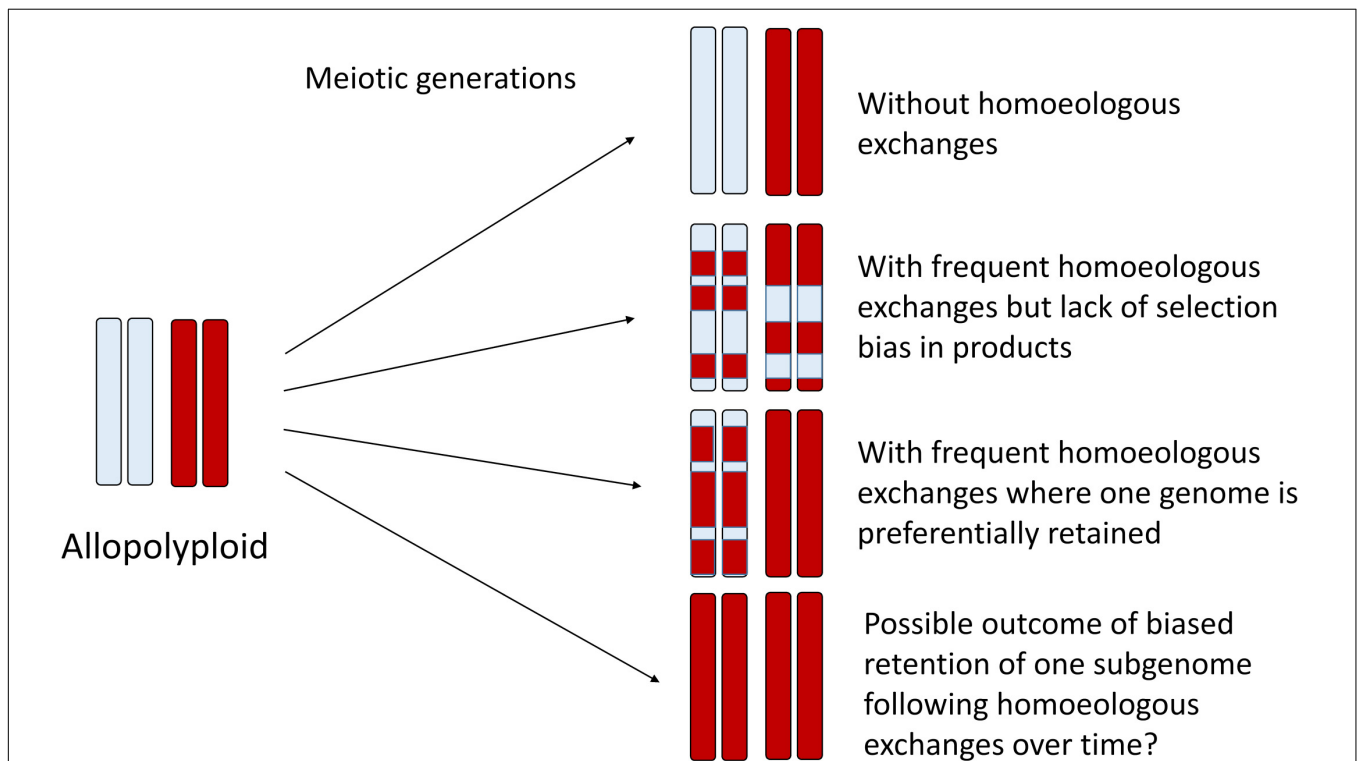 Meiotic generations
Without homoeologous
exchanges
With frequent homoeologous
exchanges but lack of selection
bias in products
With frequent homoeologous
exchanges where one genome is
preferentially retained
Allopolyploid
Possible outcome of biased
retention of one subgenome
following homoeologous
exchanges over time?